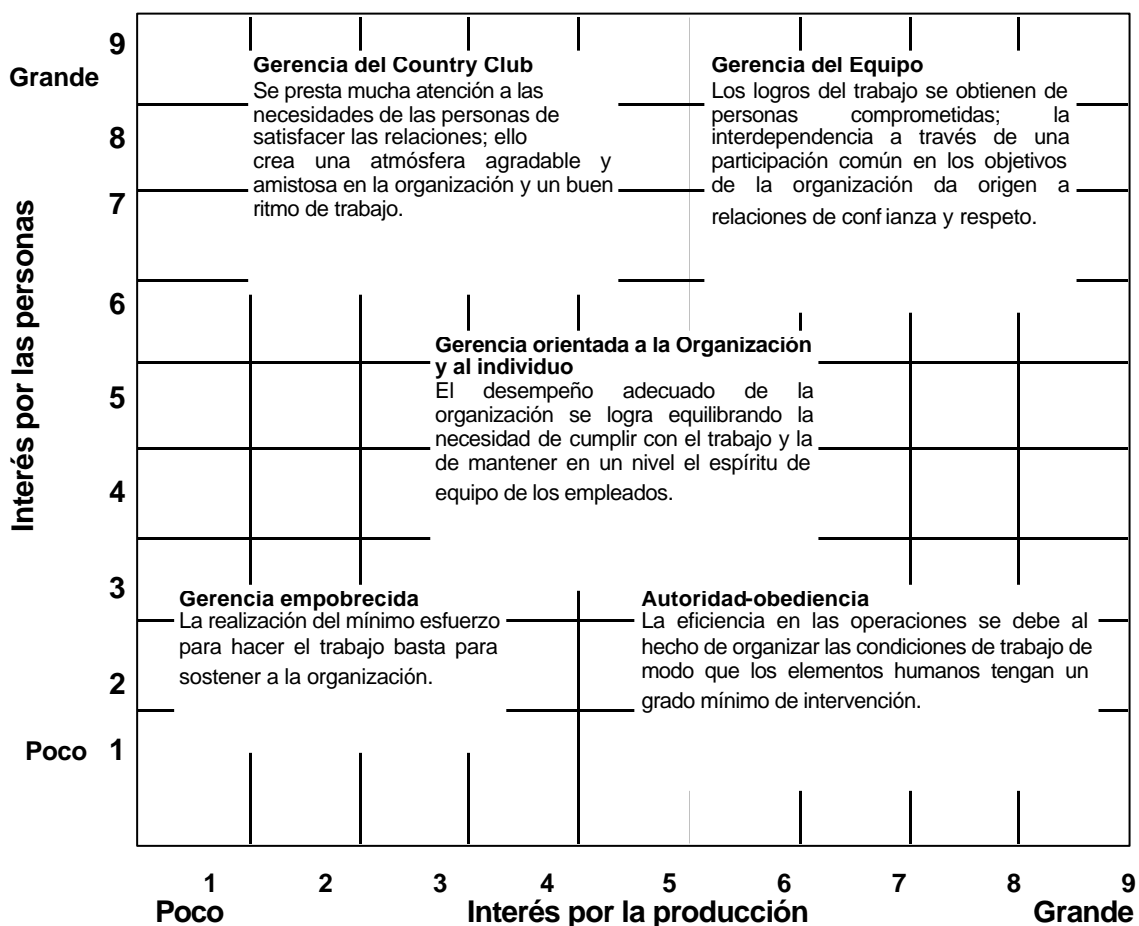 9
Grande
8
7
6
5
4
3
2
Poco 1
Interés por las personas
Gerencia del Country Club
Se presta mucha atención a las
necesidades de las personas de
satisfacer las relaciones; ello
crea una atmósfera agradable y
amistosa en la organización y un buen
ritmo de trabajo.
Gerencia del Equipo
Los logros del trabajo se obtienen de
personas comprometidas; la
interdependencia a través de una
participación común en los objetivos
de la organización da origen a
relaciones de confianza y respeto.
Gerencia orientada a la Organización
y al individuo
El desempeño adecuado de la
organización se logra equilibrando la
necesidad de cumplir con el trabajo y la
de mantener en un nivel el espíritu de
equipo de los empleados.
Gerencia empobrecida
La realización del mínimo esfuerzo
para hacer el trabajo basta para
sostener a la organización.
Autoridad-obediencia
La eficiencia en las operaciones se debe al
hecho de organizar las condiciones de trabajo de
modo que los elementos humanos tengan un
grado mínimo de intervención.
1 2 3 4 5 6 7 8 9
Poco Interés por la producción Grande